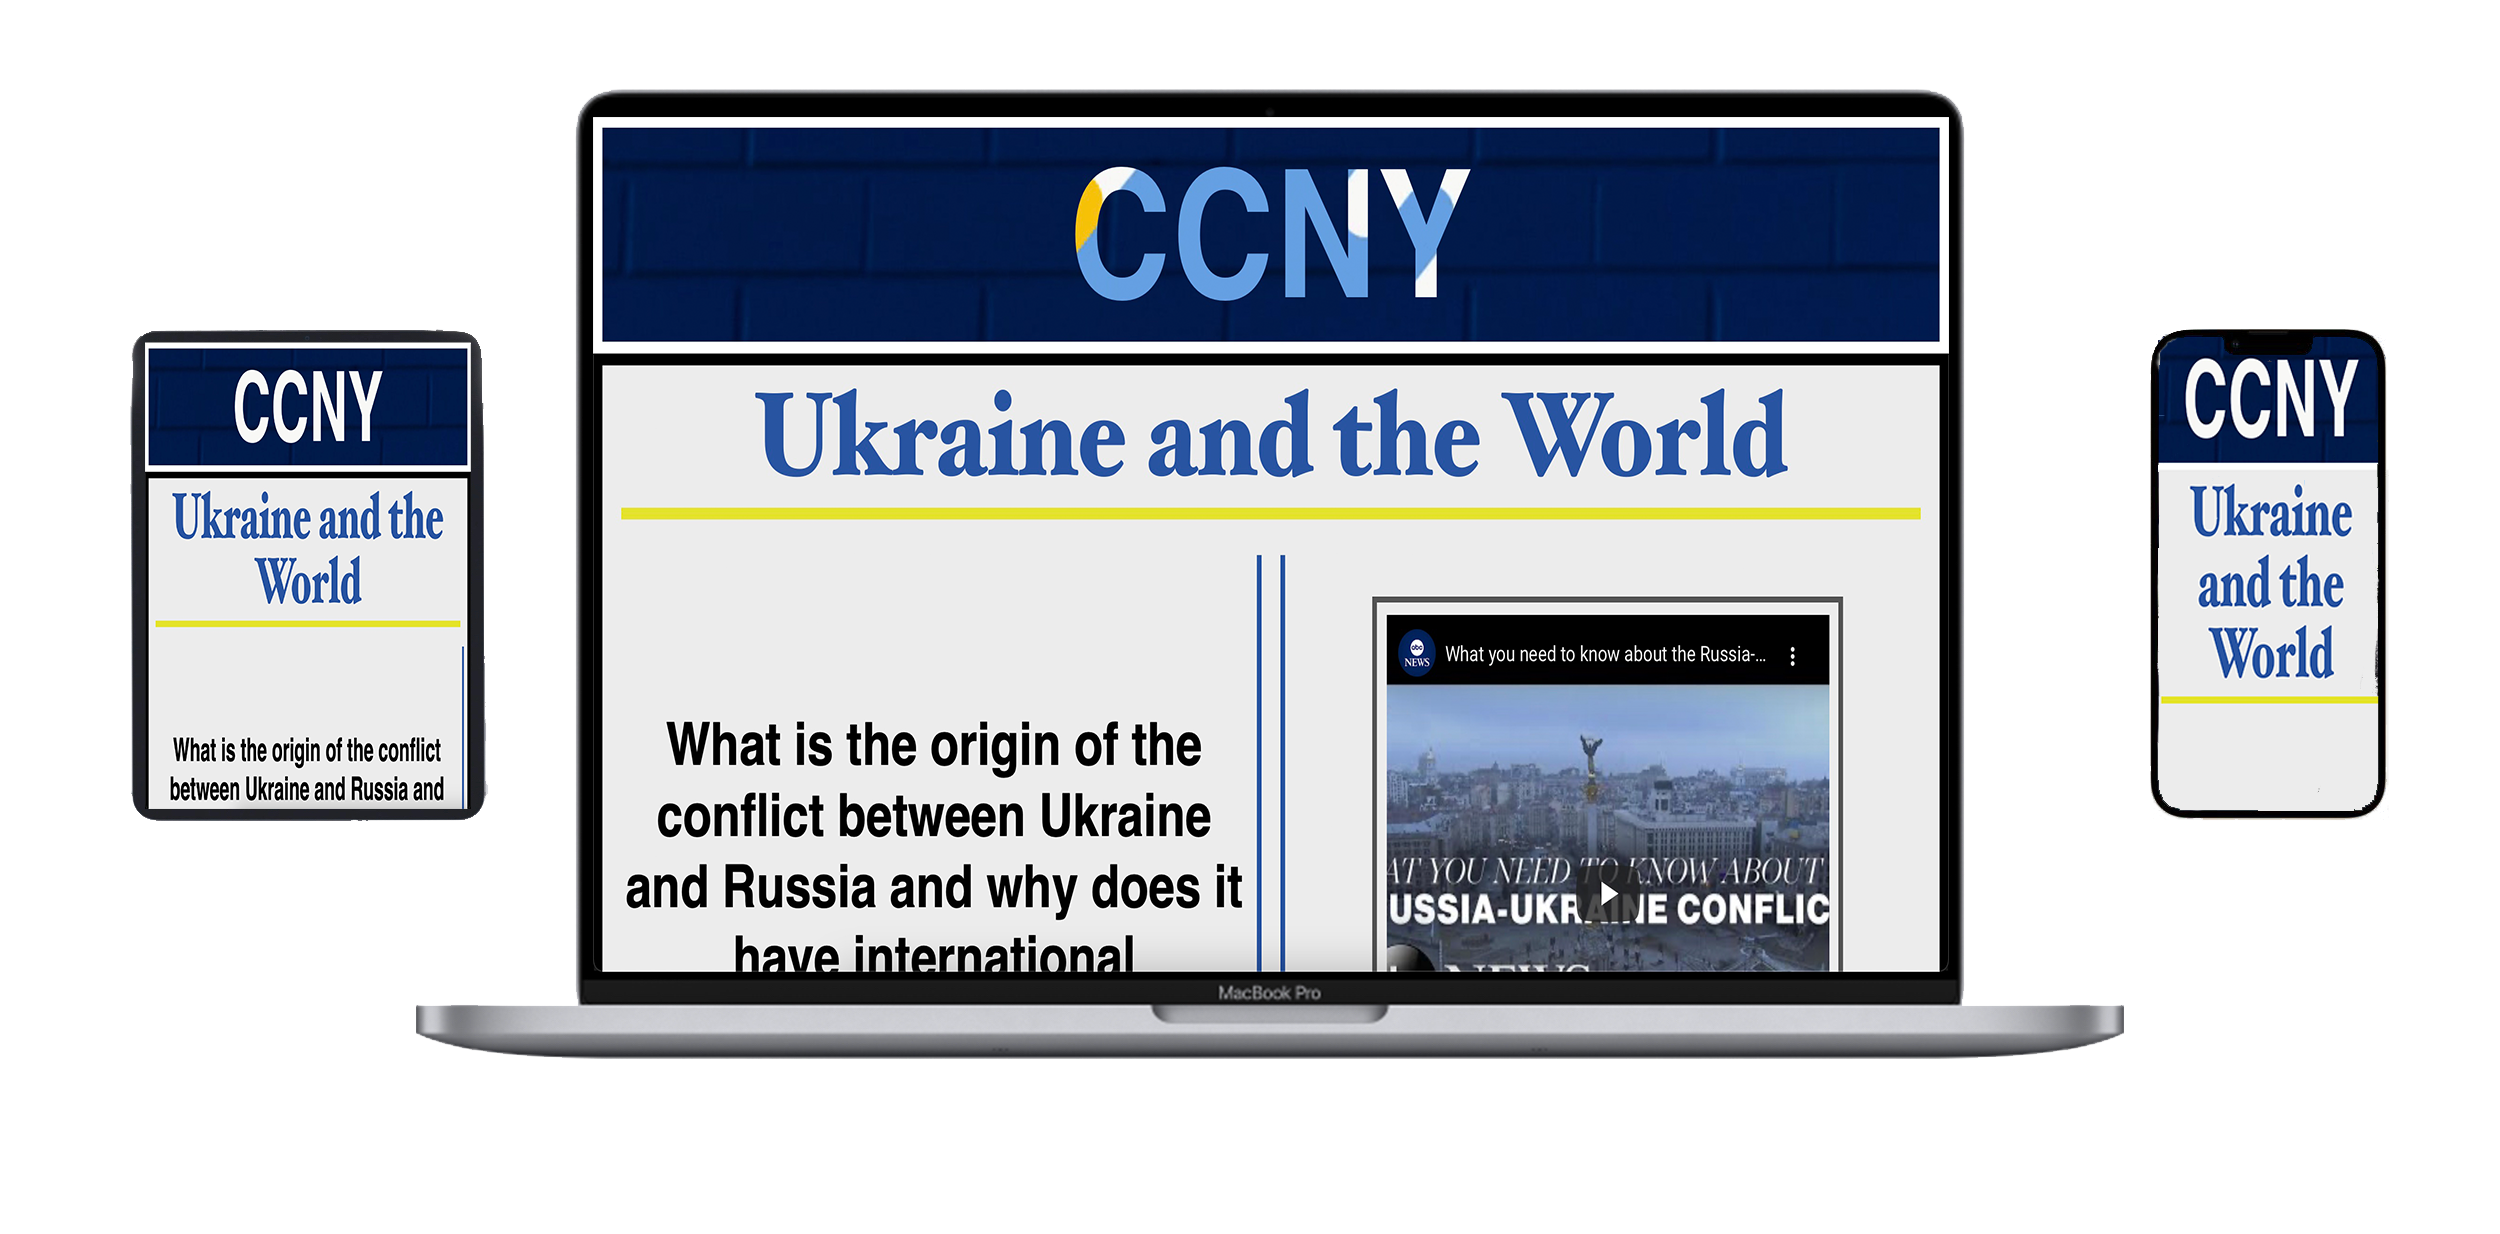 CCNY
Ukraine and the
World
What is the origin of the conflict
between Ukraine and Russia and
CCNY
Ukraine and the World
What is the origin of the
conflict between Ukraine
and Russia and why does it
have international
abc
NEWS
What you need to know about the Russia-...
AT YOU NEED TO KNOW ABOUT
USSIA-UKRAINE CONFLIC
NEWS
MacBook Pro
CCNY
Ukraine
and the
World